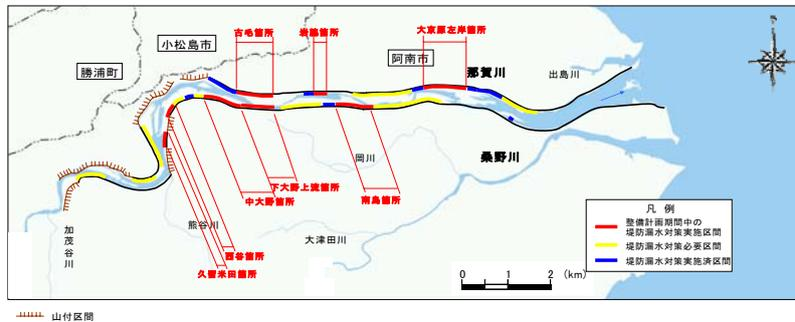 古毛箇所
岩脇箇所
大京原左岸箇所
小松島市
勝浦町
阿南市
那賀川
出島川
桑野川
岡川
下大野上流箇所
中大野箇所
南島箇所
熊谷川
大津田川
加茂谷川
西谷箇所
久留米田箇所
凡 例
整備計画期間中の
堤防漏水対策実施区間
堤防漏水対策必要区間
堤防漏水対策実施済区間
0 1 2 (km)
山付区間